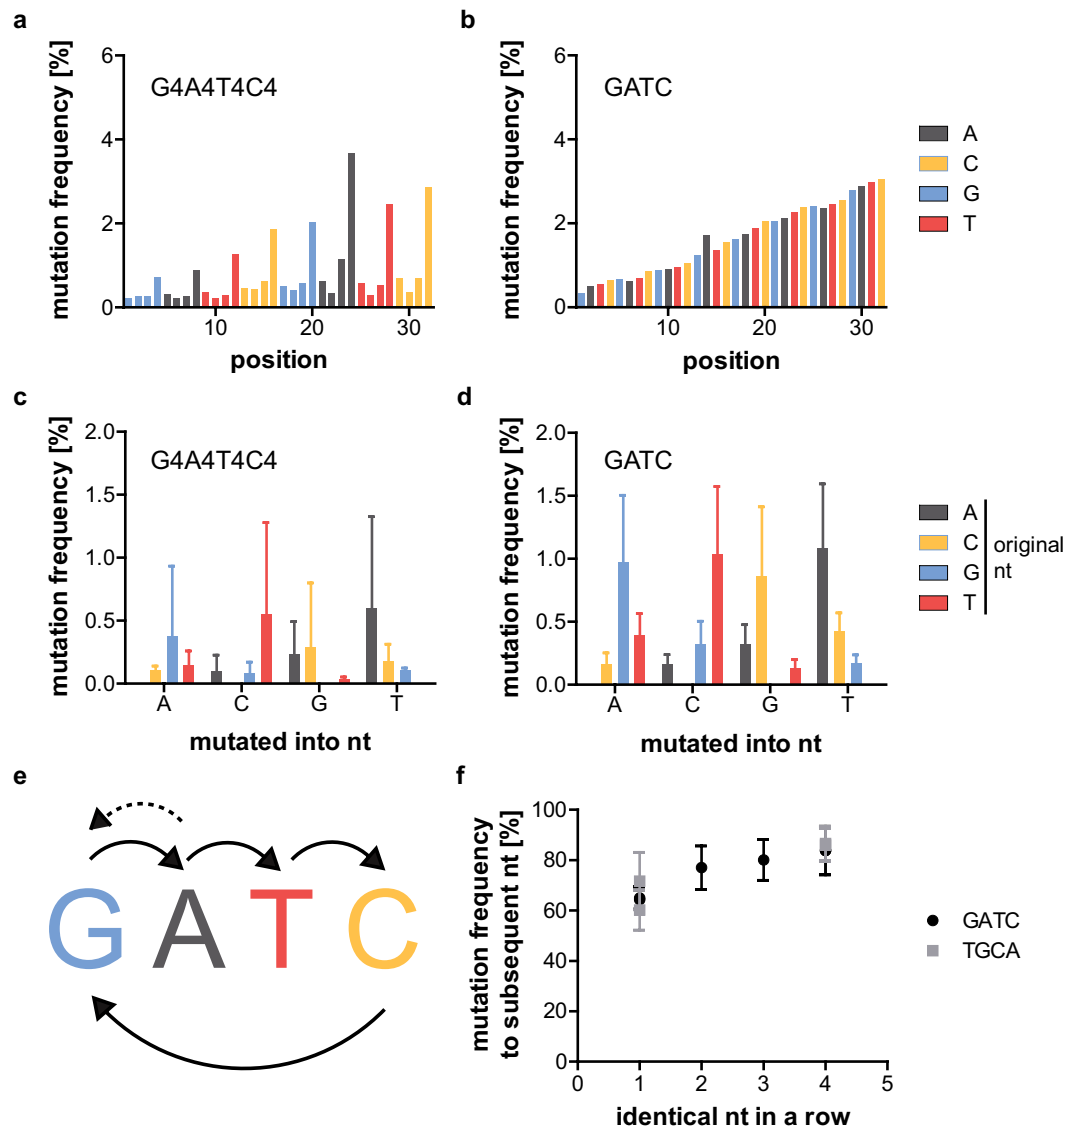 a
mutation frequency [%]
6
4
2
0
G4A4T4C4
10
20
30
position
b
mutation frequency [%]
6
4
2
0
GATC
10
20
30
position
A
C
G
T
c
mutation frequency [%]
2.0
1.5
1.0
0.5
0.0
G4A4T4C4
A
C
G
T
mutated into nt
d
mutation frequency [%]
2.0
1.5
1.0
0.5
0.0
GATC
A
C
G
T
mutated into nt
A
C
G
T
original
nt
e
GATC
f
mutation frequency
to subsequent nt [%]
100
80
60
40
20
0
0
1
2
3
4
5
identical nt in a row
GATC
TGCA